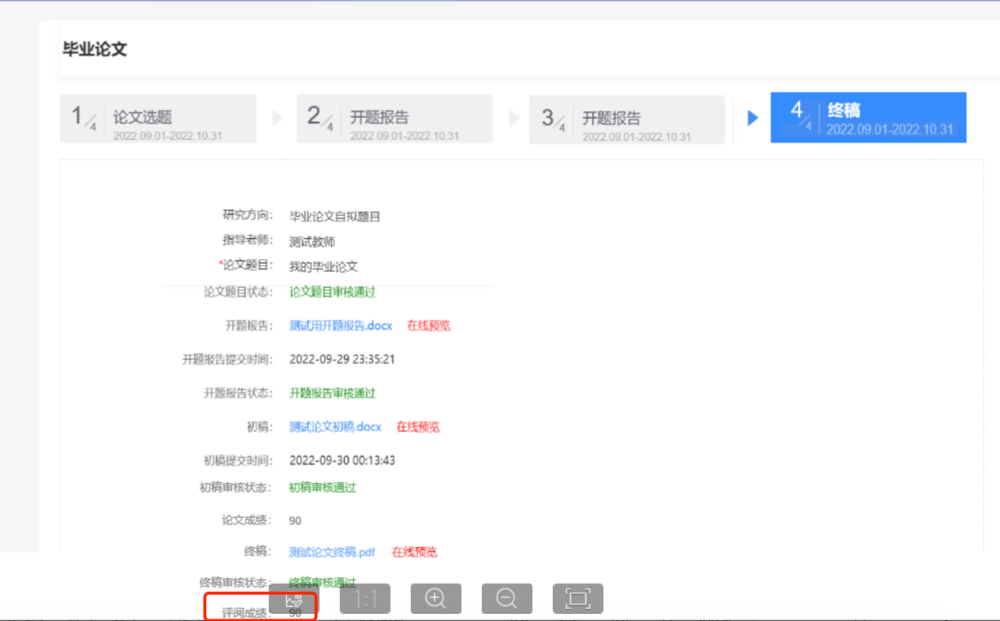 毕业论文
1/4 论文选题
2022.09.01-2022.10.31
2/4 开题报告
2022.09.01-2022.10.31
3/4 开题报告
2022.09.01-2022.10.31
4/4 终稿
2022.09.01-2022.10.31
研究方向: 毕业论文自拟题目
指导老师: 测试教师
*论文题目: 我的毕业论文
论文题目状态: 论文题目审核通过
开题报告: 测试用开题报告.docx 在线预览
开题报告提交时间: 2022-09-29 23:35:21
开题报告状态: 开题报告审核通过
初稿: 测试论文初稿.docx 在线预览
初稿提交时间: 2022-09-30 00:13:43
初稿审核状态: 初稿审核通过
论文成绩: 90
终稿: 测试论文终稿.pdf 在线预览
终稿审核状态: 终稿审核通过
1:1
评阅成绩: 90